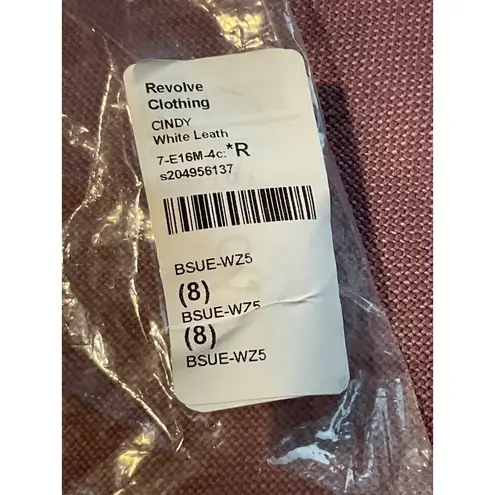 Revolve
Clothing
CINDY
White Leath
7-E16M-4c:*R
s204956137
BSUE-WZ5
(8)
BSUE-WZ5
(8)
BSUE-WZ5